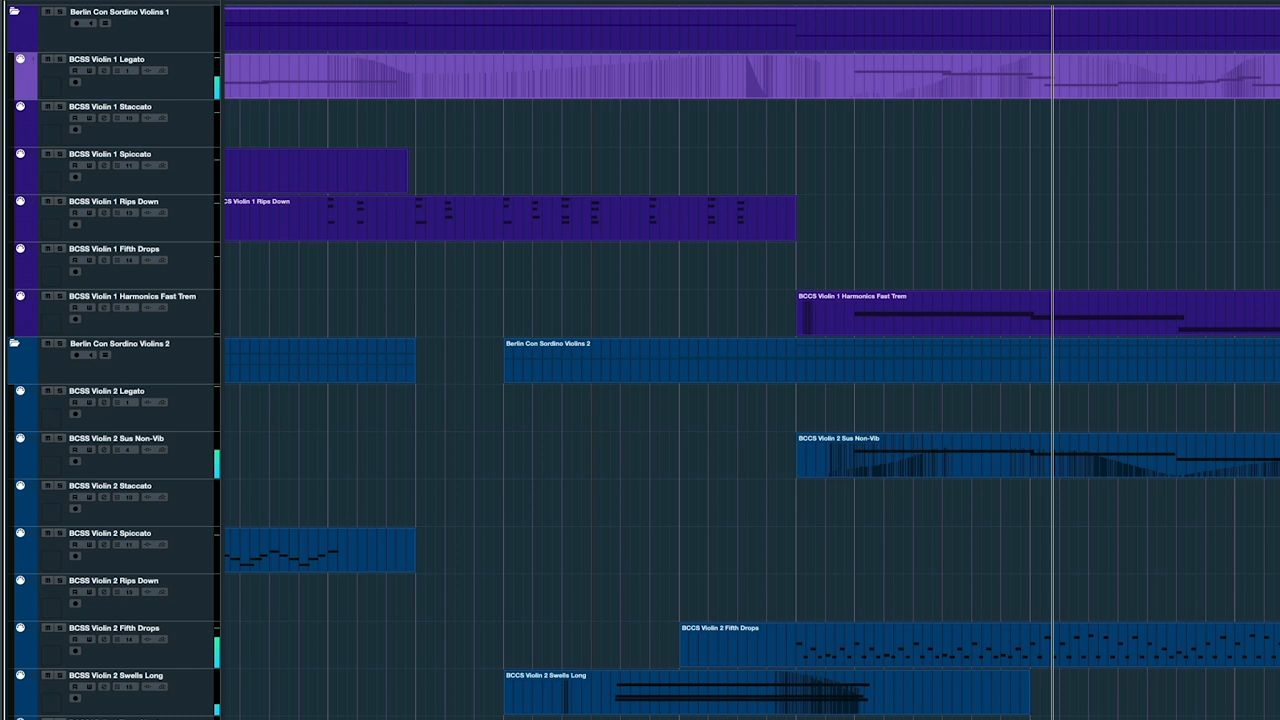 Berlin Con Sordino Violins 1
BCSS Violin 1 Legato
BCSS Violin 1 Staccato
BCSS Violin 1 Spiccato
BCSS Violin 1 Rips Down
CS Violin 1 Rips Down
BCSS Violin 1 Fifth Drops
BCSS Violin 1 Harmonics Fast Trem
BCCS Violin 1 Harmonics Fast Trem
Berlin Con Sordino Violins 2
Berlin Con Sordino Violins 2
BCSS Violin 2 Legato
BCSS Violin 2 Sus Non-Vib
BCCS Violin 2 Sus Non-Vib
BCSS Violin 2 Staccato
BCSS Violin 2 Spiccato
BCSS Violin 2 Rips Down
BCSS Violin 2 Fifth Drops
BCCS Violin 2 Fifth Drops
BCSS Violin 2 Swells Long
BCCS Violin 2 Swells Long